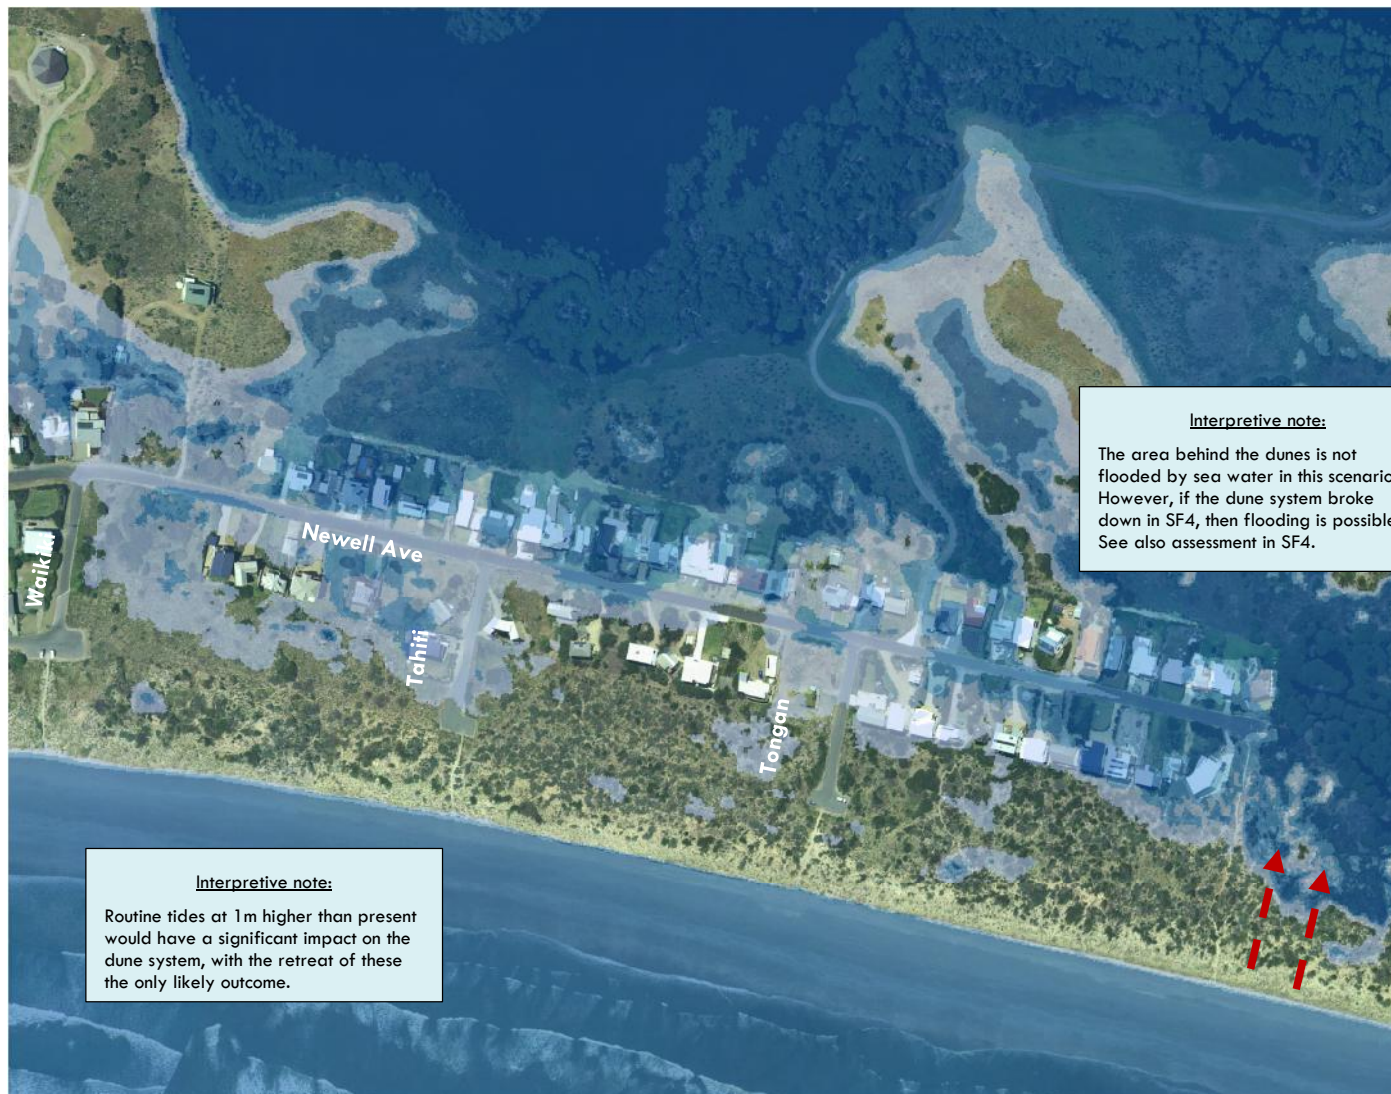 Interpretive note:
The area behind the dunes is not
flooded by sea water in this scenario
However, if the dune system broke
down in SF4, then flooding is possible
See also assessment in SF4.
Newell Ave
Tahiti
Tongan
Interpretive note:
Routine tides at 1m higher than present
would have a significant impact on the
dune system, with the retreat of these
the only likely outcome.